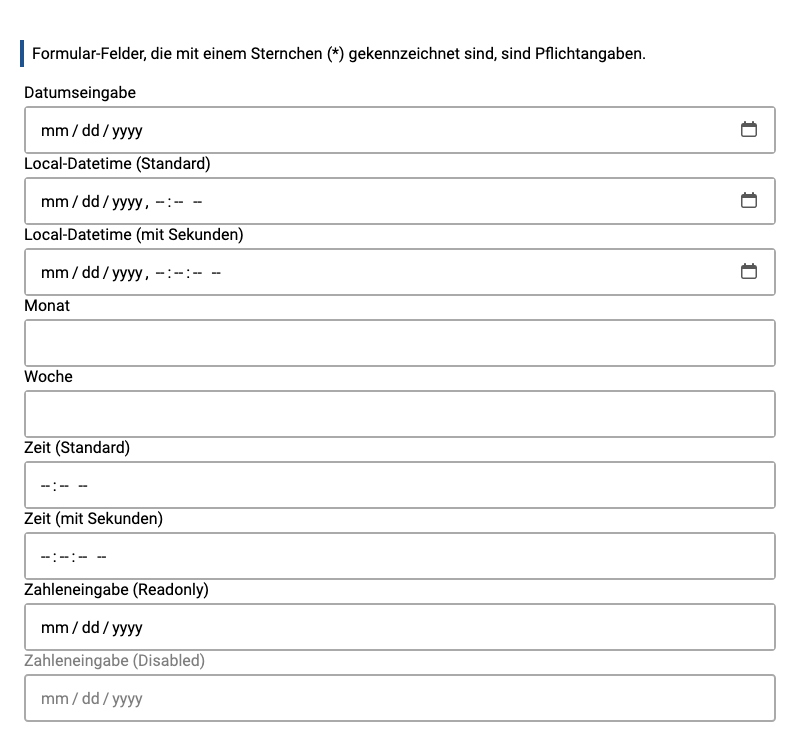 Formular-Felder, die mit einem Sternchen (*) gekennzeichnet sind, sind Pflichtangaben.
Datumseingabe
mm/dd/yyyy
Local-Datetime (Standard)
mm/dd/yyyy, --:-- --
Local-Datetime (mit Sekunden)
mm/dd/yyyy, --:--:-- --
Monat
Woche
Zeit (Standard)
--:-- --
Zeit (mit Sekunden)
--:--:-- --
Zahleneingabe (Readonly)
mm/dd/yyyy
Zahleneingabe (Disabled)
mm/dd/yyyy